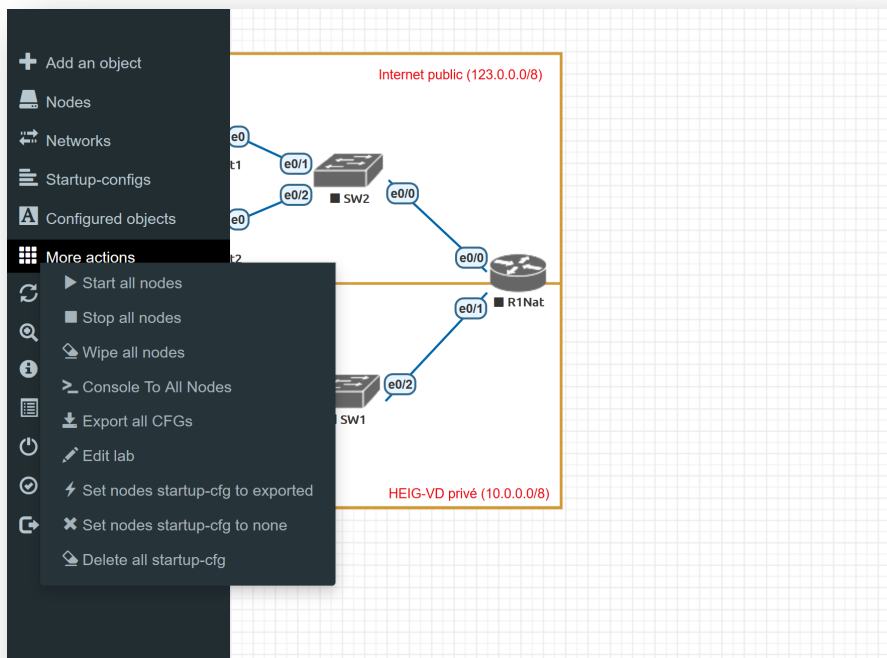 Add an object
Nodes
Networks
Startup-configs
Configured objects
More actions
Start all nodes
Stop all nodes
Wipe all nodes
Console To All Nodes
Export all CFGs
Edit lab
Set nodes startup-cfg to exported
Set nodes startup-cfg to none
Delete all startup-cfg
Internet public (123.0.0.0/8)
e0
t1
e0/1
e0/2
SW2
e0/0
e0
t2
e0/0
R1Nat
e0/1
e0/2
SW1
HEIG-VD privé (10.0.0.0/8)